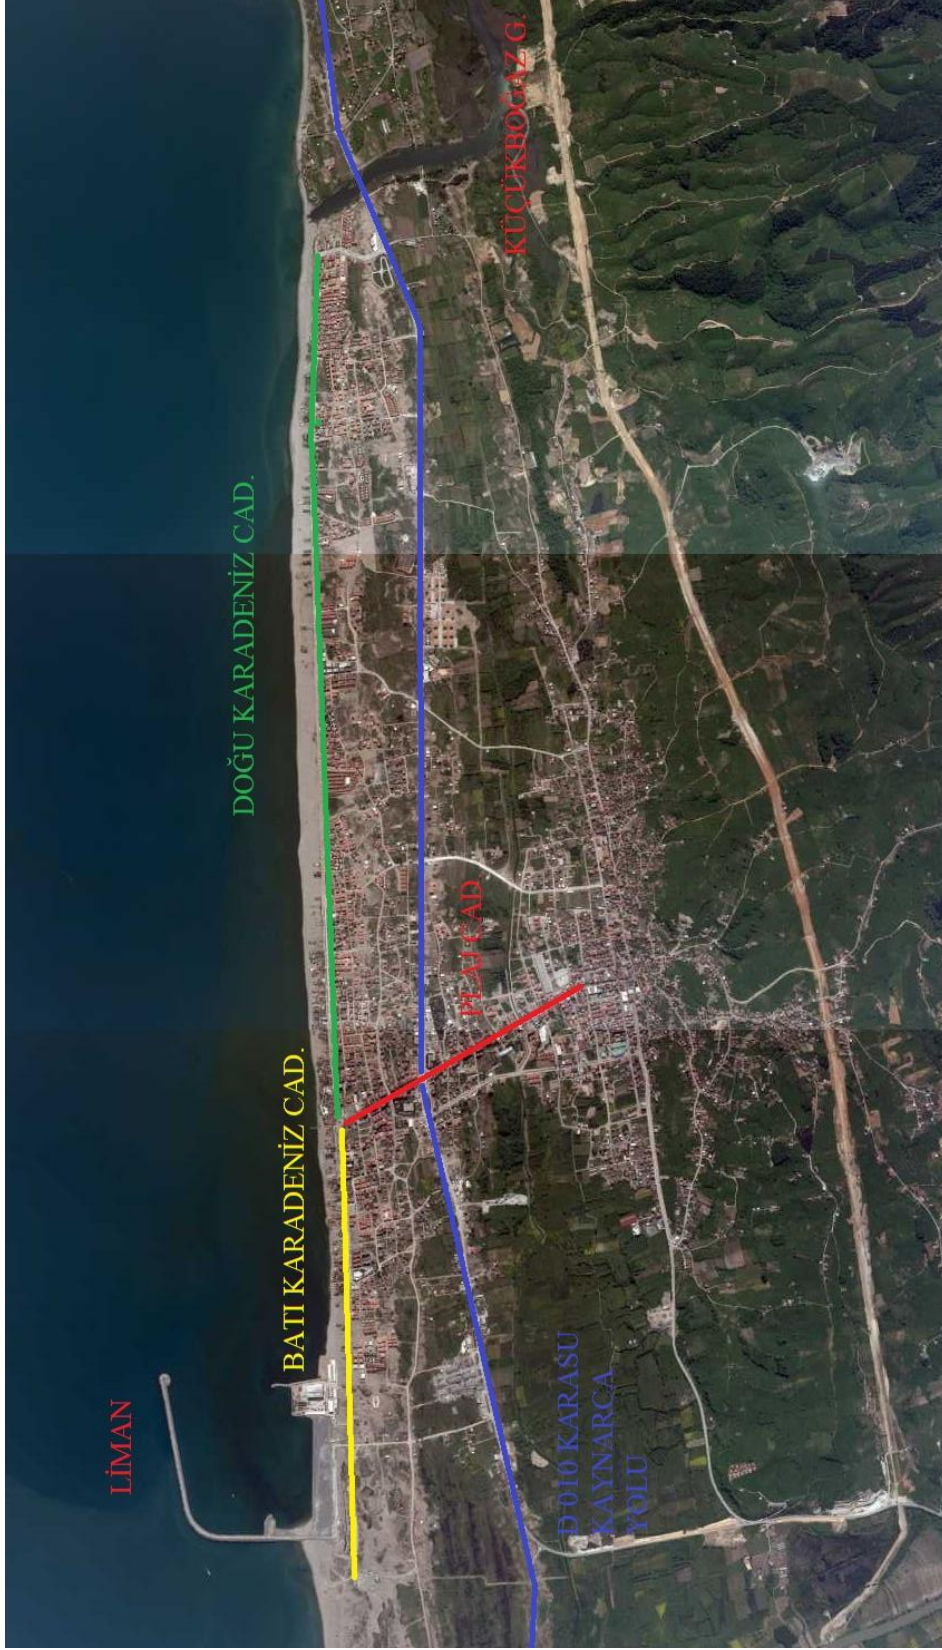 LİMAN
BATI KARADENİZ CAD.
DOĞU KARADENİZ CAD.
PLAJ CAD
KÜÇÜKBOĞAZ G.
D 010 KARASU
KAYNARCA
YOLU